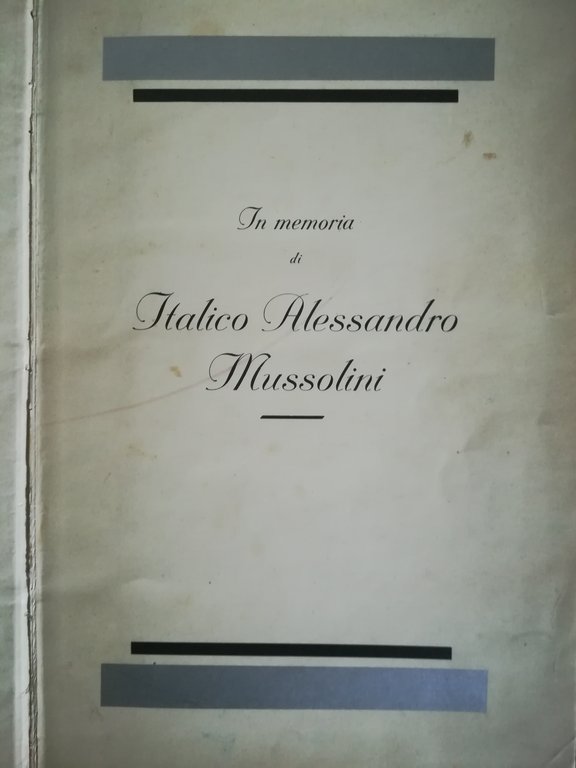 In memoria
di
Italico Alessandro
Mussolini